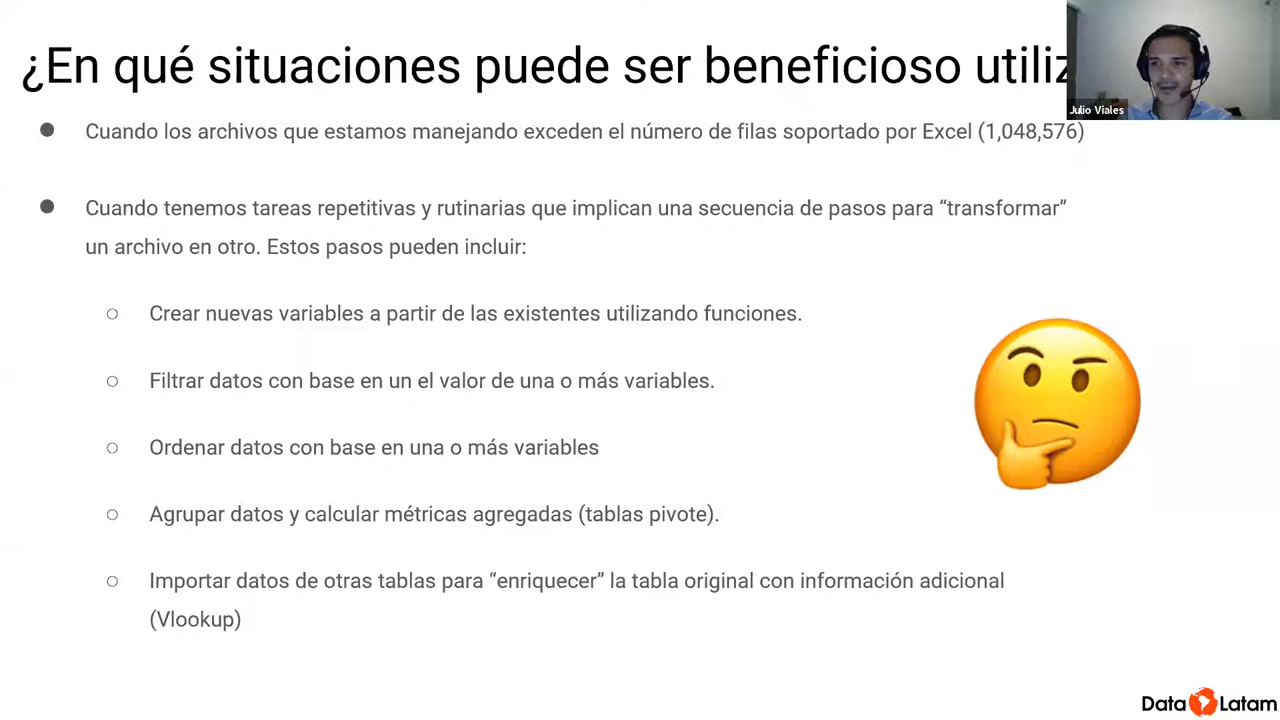 ¿En qué situaciones puede ser beneficioso
Julio Viales
Cuando los archivos que estamos manejando exceden el número de filas soportado por Excel (1,048,576)
Cuando tenemos tareas repetitivas y rutinarias que implican una secuencia de pasos para “transformar”
un archivo en otro. Estos pasos pueden incluir:
Crear nuevas variables a partir de las existentes utilizando funciones.
Filtrar datos con base en un el valor de una o más variables.
Ordenar datos con base en una o más variables
Agrupar datos y calcular métricas agregadas (tablas pivote).
Importar datos de otras tablas para “enriquecer” la tabla original con información adicional
(Vlookup)
Data Latam